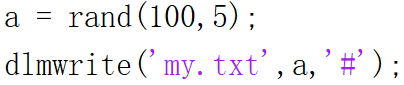 a = rand(100,5);
dlmwrite('my.txt',a,'#');